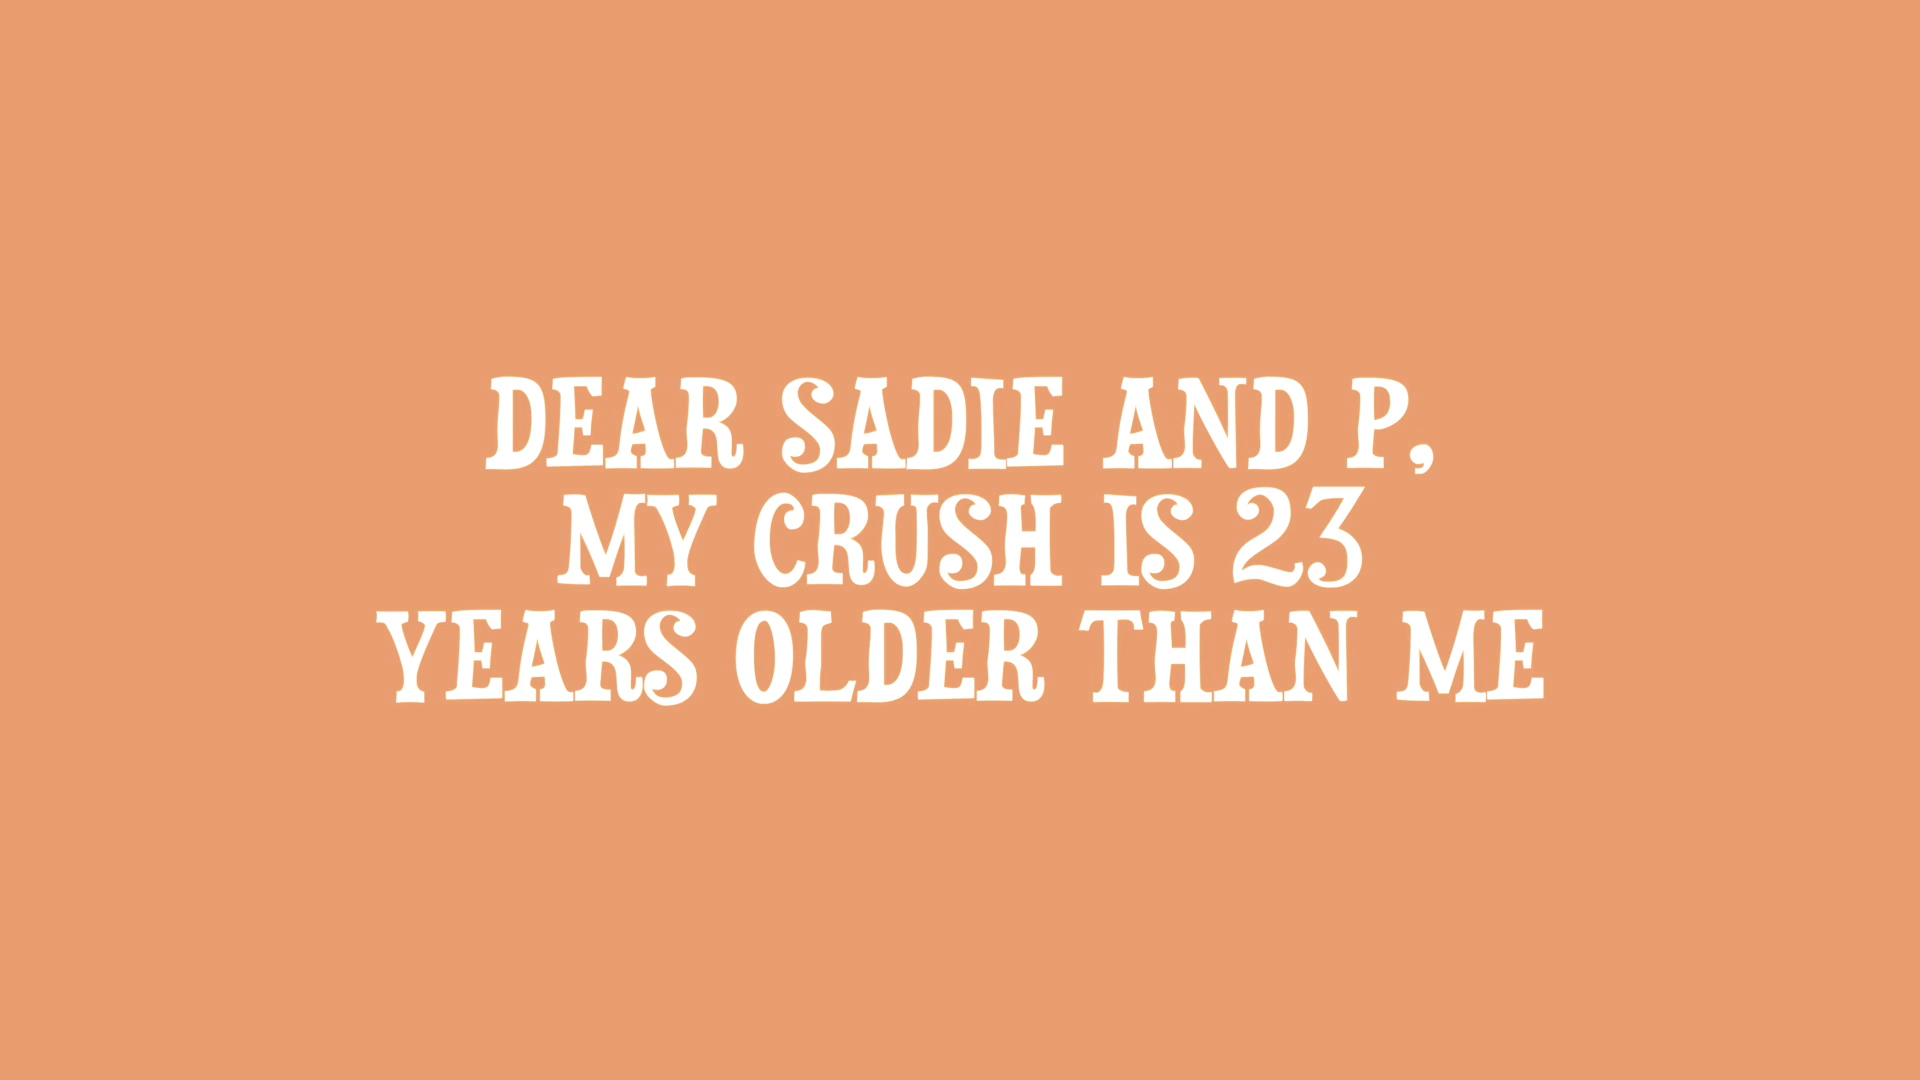 DEAR SADIE AND P,
MY CRUSH IS 23
YEARS OLDER THAN ME